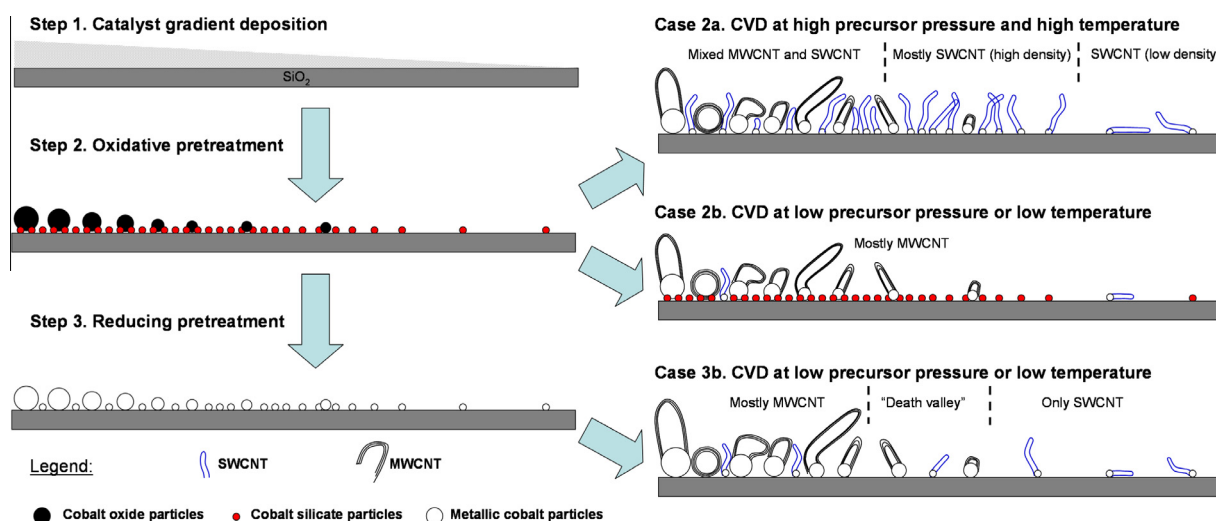 Step 1. Catalyst gradient deposition
SiO2
Step 2. Oxidative pretreatment
Step 3. Reducing pretreatment
Legend:
SWCNT
MWCNT
Cobalt oxide particles
Cobalt silicate particles
Metallic cobalt particles
Case 2a. CVD at high precursor pressure and high temperature
Mixed MWCNT and SWCNT
Mostly SWCNT (high density)
SWCNT (low density
Case 2b. CVD at low precursor pressure or low temperature
Mostly MWCNT
Case 3b. CVD at low precursor pressure or low temperature
Mostly MWCNT
"Death valley"
Only SWCNT